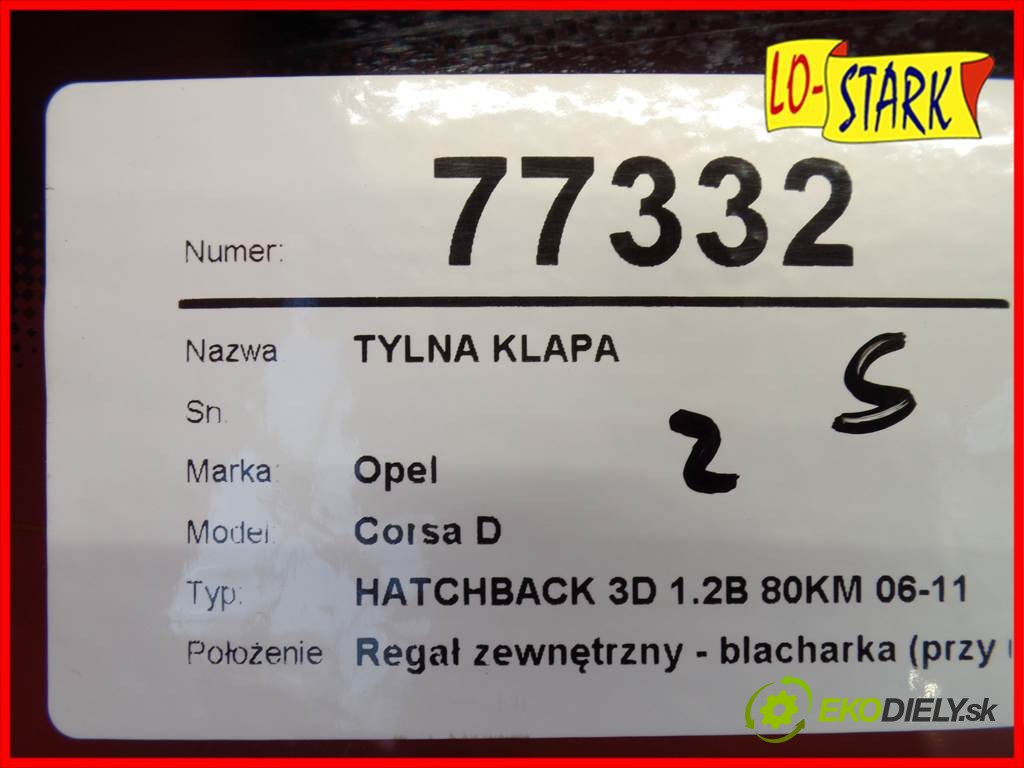 LO-STARK
77332
Numer:
Nazwa: TYLNA KLAPA
S
Sn.
2
Marka: Opel
Model: Corsa D
Typ: HATCHBACK 3D 1.2B 80KM 06-11
Położenie Regał zewnętrzny - blacharka (przy
EKODIELY.sk